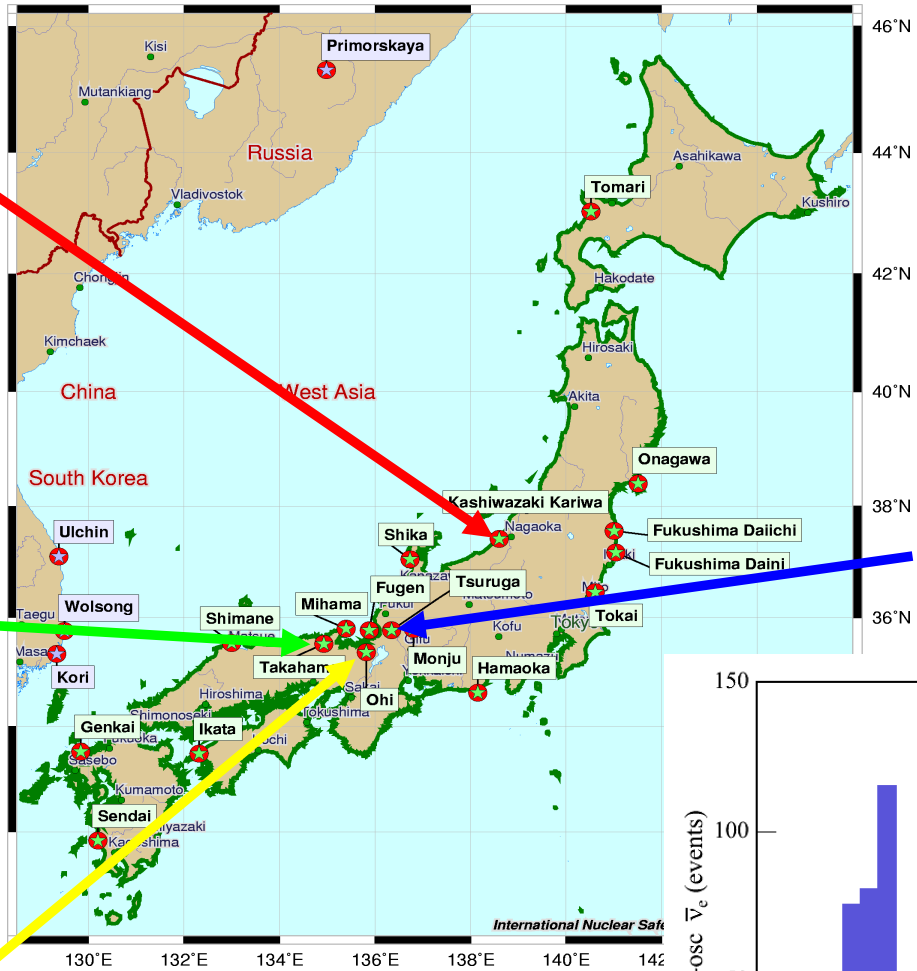 46°N
Kisi
Primorskaya
Mutankiang
Russia
44°N
Asahikawa
Vladivostok
Tomari
Kushiro
42°N
Chongjin
Hakodate
Kimchaek
Hirosaki
China
West Asia
40°N
Akita
Onagawa
South Korea
38°N
Kashiwazaki Kariwa
Nagaoka
Ulchin
Shika
Fukushima Daiichi
Fukushima Daini
Fugen
Tsuruga
Mihama
Wolsong
Taegu
Shimane
36°N
Tokai
Kofu
Takahama
Monju
Hamaoka
Kori
Ohi
Hiroshima
Shimonoseki
Tokushima
Genkai
Ikata
Sasebo
Kumamoto
Sendai
Kagoshima
International Nuclear Safe
130°E
132°E
134°E
136°E
138°E
140°E
142
150
100
-osc ν̅e (events)